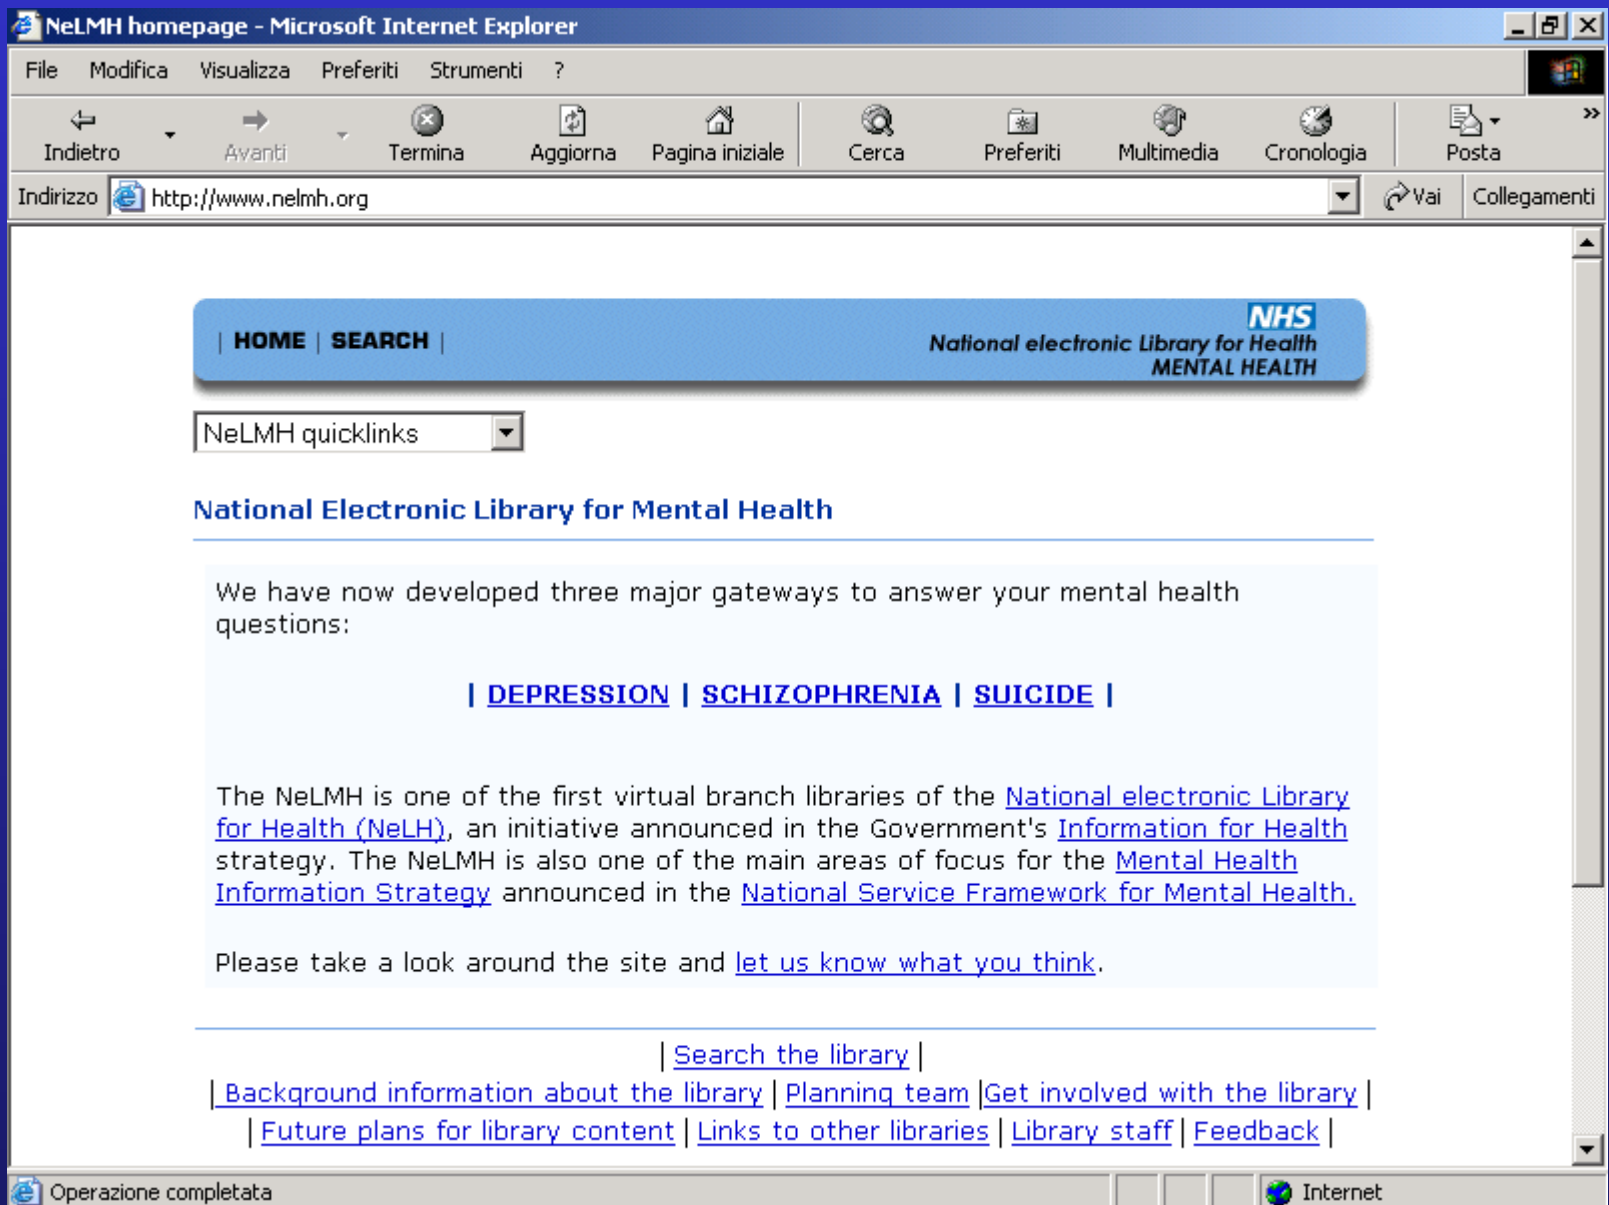 NeLMH homepage - Microsoft Internet Explorer
File Modifica Visualizza Preferiti Strumenti ?
Indietro Avanti Termina Aggiorna Pagina iniziale Cerca Preferiti Multimedia Cronologia Posta »
Indirizzo http://www.nelmh.org Vai Collegamenti
NHS
| HOME | SEARCH | National electronic Library for Health
MENTAL HEALTH
NeLMH quicklinks
National Electronic Library for Mental Health
We have now developed three major gateways to answer your mental health
questions:
| DEPRESSION | SCHIZOPHRENIA | SUICIDE |
The NeLMH is one of the first virtual branch libraries of the National electronic Library
for Health (NeLH), an initiative announced in the Government's Information for Health
strategy. The NeLMH is also one of the main areas of focus for the Mental Health
Information Strategy announced in the National Service Framework for Mental Health.
Please take a look around the site and let us know what you think.
| Search the library |
| Background information about the library | Planning team |Get involved with the library |
| Future plans for library content | Links to other libraries | Library staff | Feedback |
Operazione completata Internet